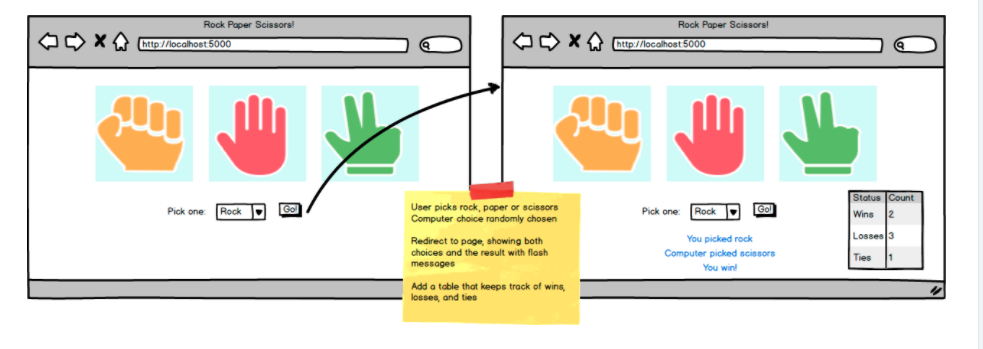 Rock Paper Scissors!
http://localhost:5000
Pick one: Rock Go!
User picks rock, paper or scissors
Computer choice randomly chosen
Redirect to page, showing both
choices and the result with flash
messages
Add a table that keeps track of wins,
losses, and ties
Rock Paper Scissors!
http://localhost:5000
Pick one: Rock Go!
You picked rock
Computer picked scissors
You win!
Status Count
Wins 2
Losses 3
Ties 1